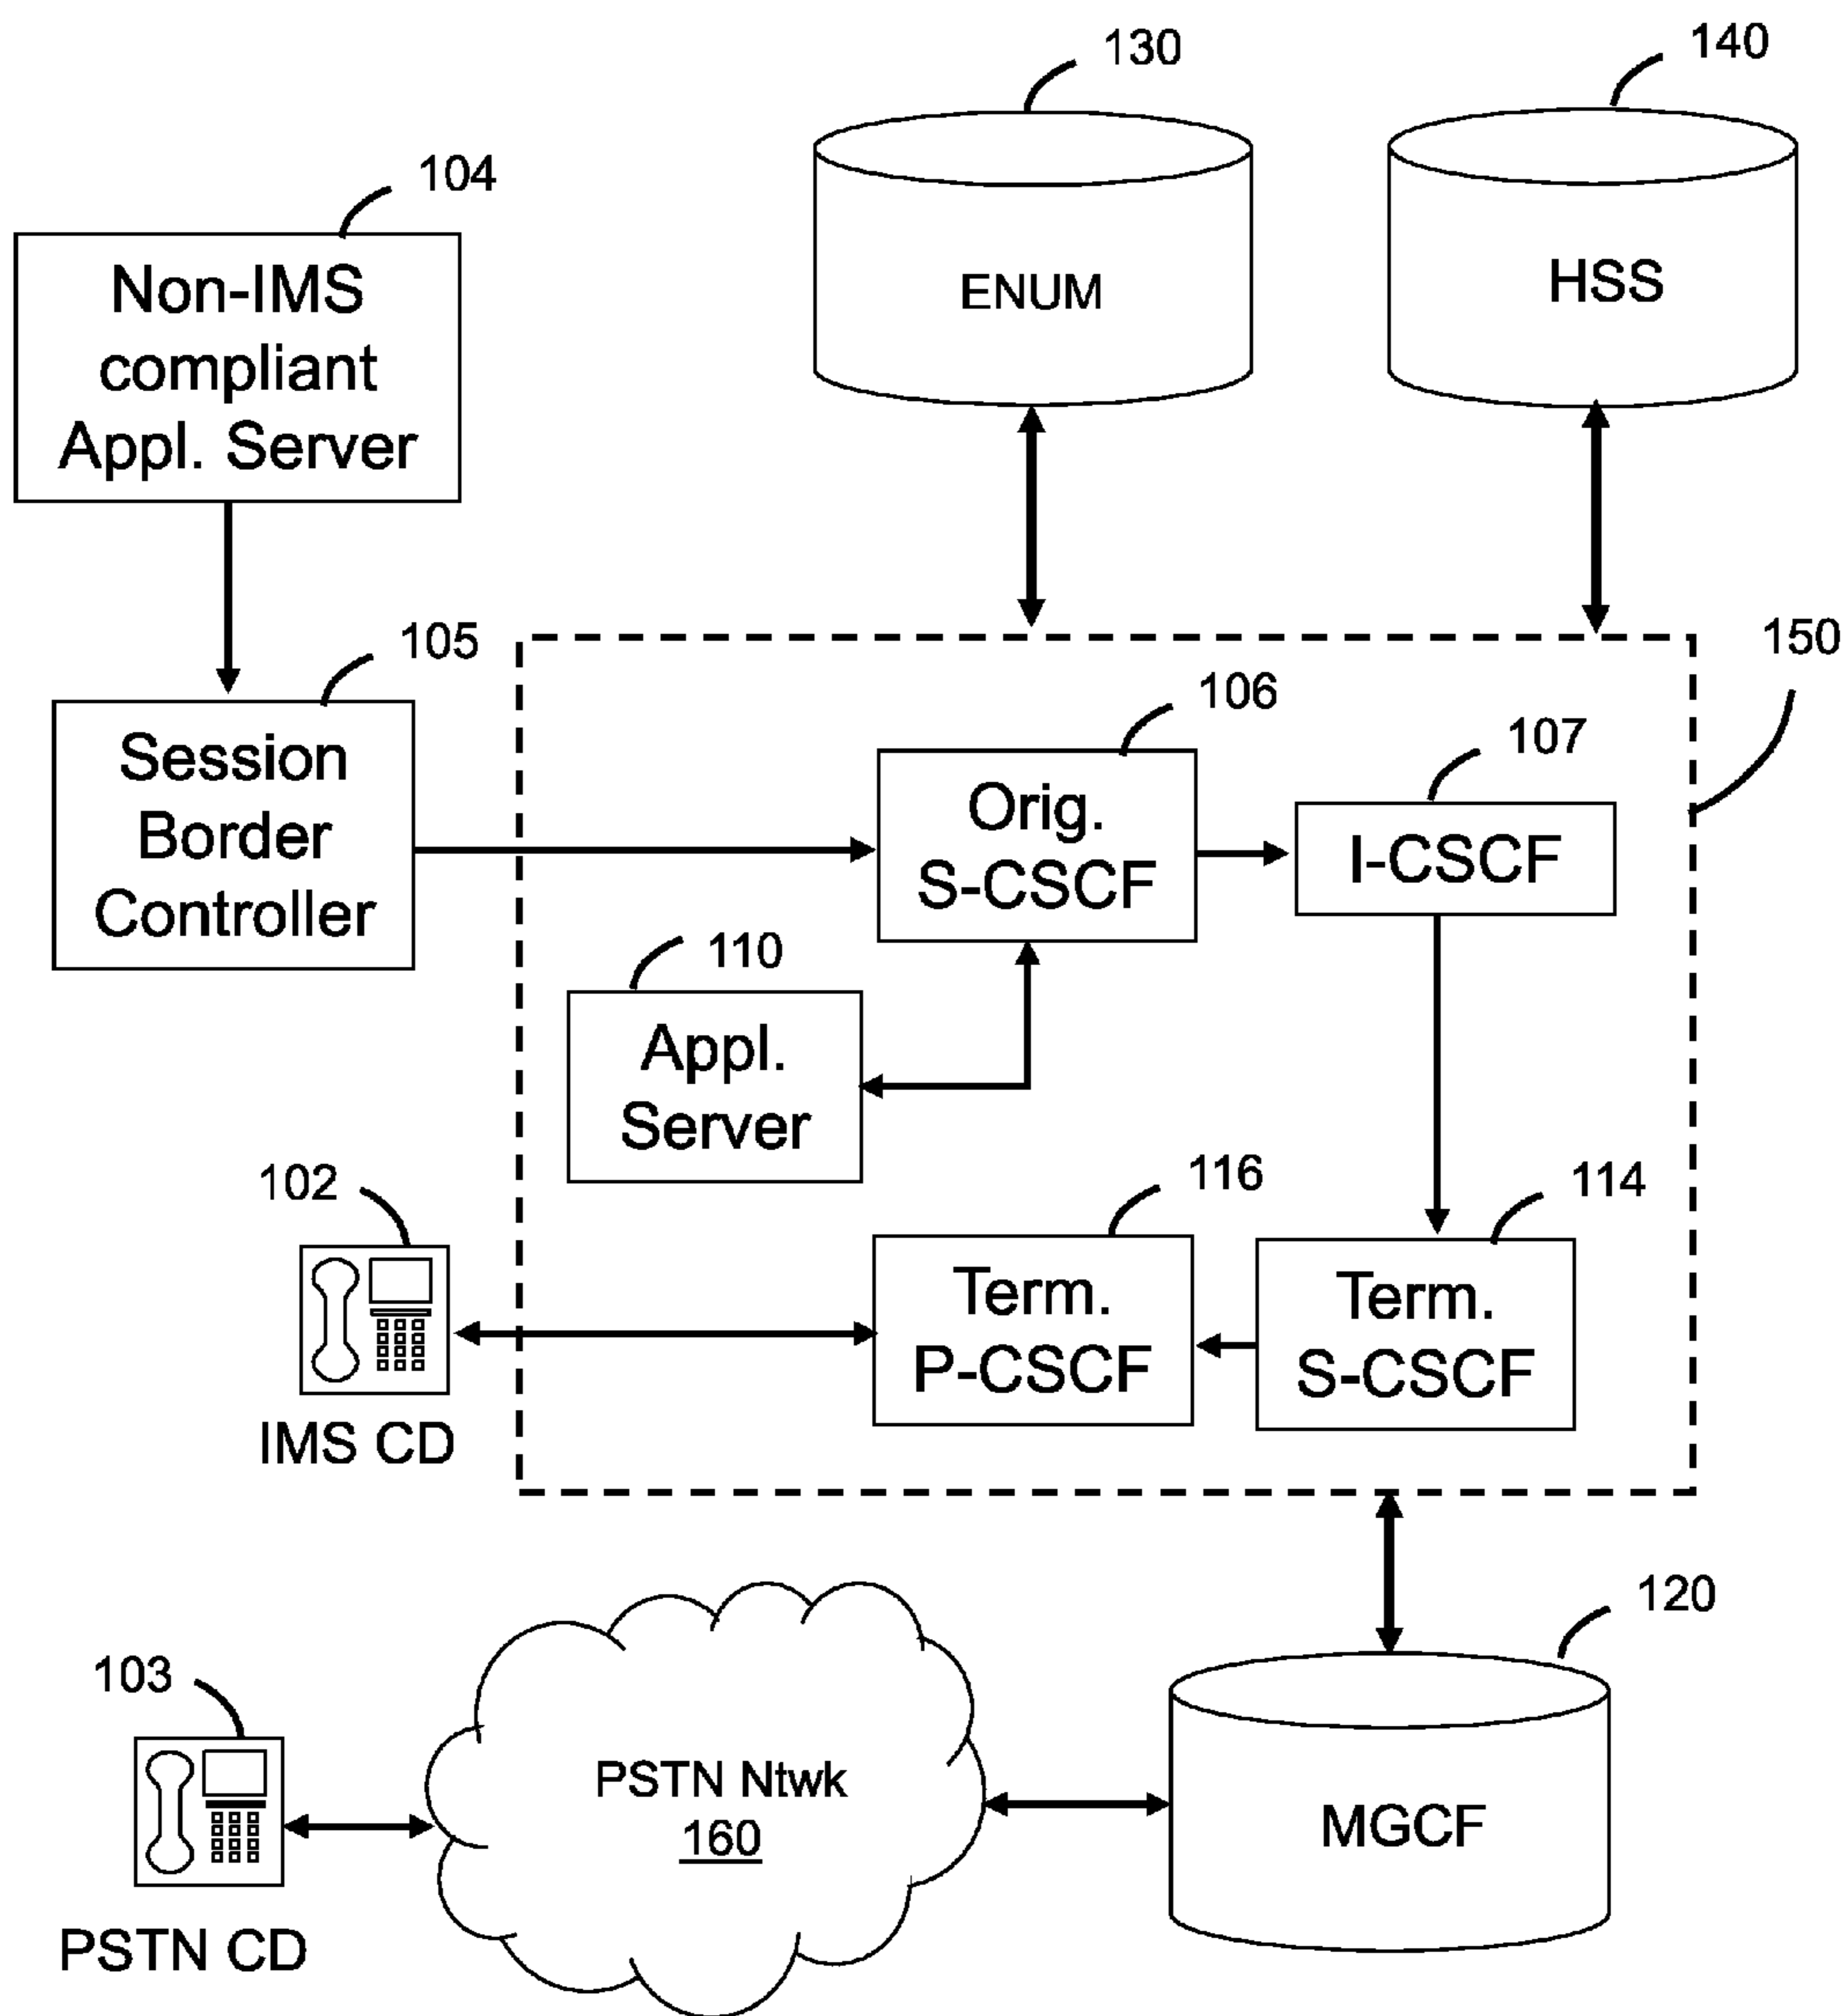 130
140
104
Non-IMS
compliant
Appl. Server
ENUM
HSS
105
150
Session
Border
Controller
106
Orig.
S-CSCF
107
I-CSCF
110
Appl.
Server
102
IMS CD
116
Term.
P-CSCF
114
Term.
S-CSCF
120
MGCF
103
PSTN CD
PSTN Ntwk
160